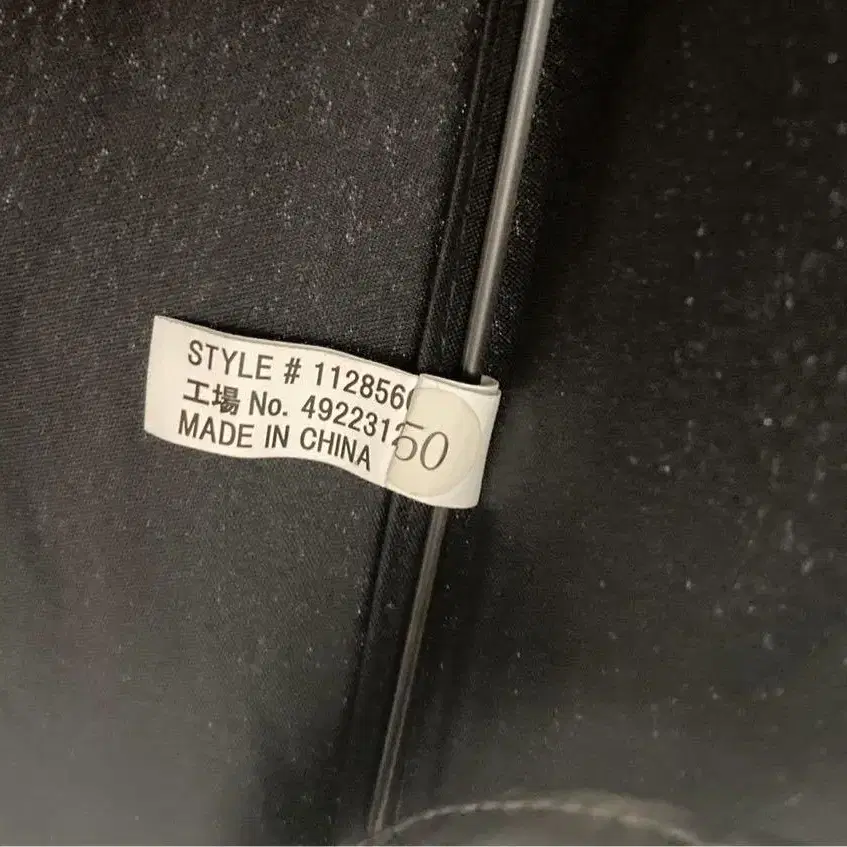 STYLE # 112856
工場 No. 492231
MADE IN CHINA
50